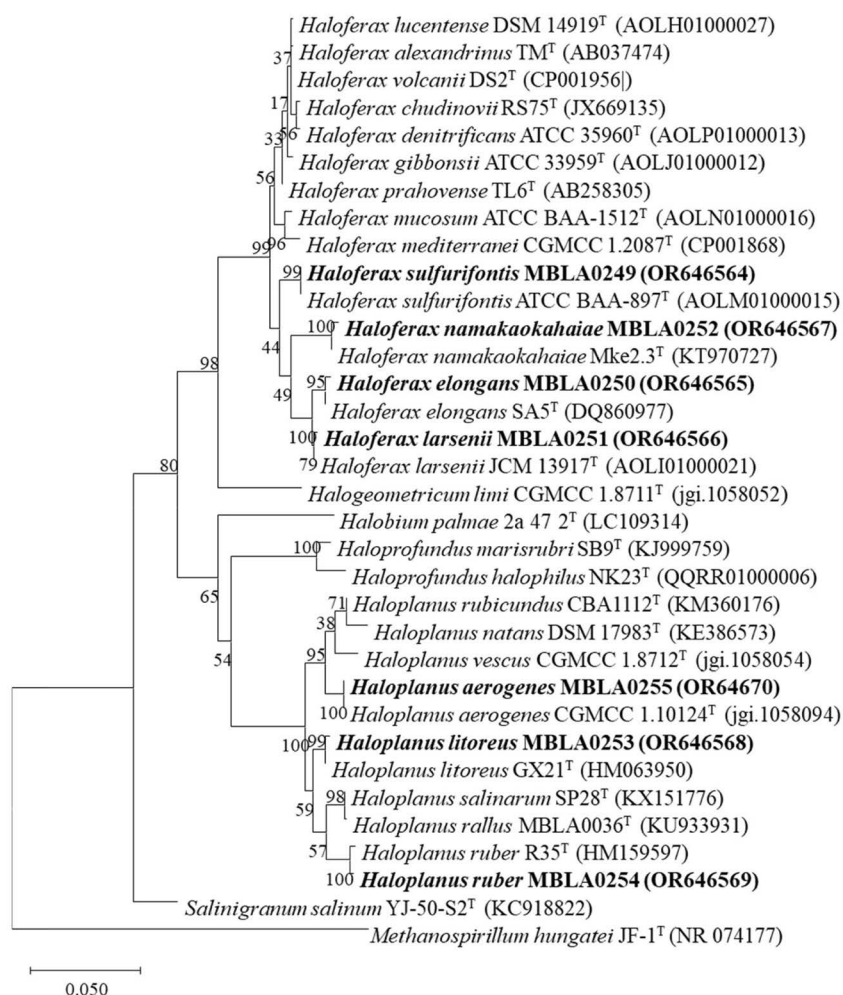 Haloferax lucentense DSM 14919ᵀ (AOLH01000027)
Haloferax alexandrinus TMᵀ (AB037474)
37
Haloferax volcanii DS2ᵀ (CP001956|)
17
Haloferax chudinovii RS75ᵀ (JX669135)
56
Haloferax denitrificans ATCC 35960ᵀ (AOLP01000013)
33
Haloferax gibbonsii ATCC 33959ᵀ (AOLJ01000012)
56
Haloferax prahovense TL6ᵀ (AB258305)
Haloferax mucosum ATCC BAA-1512ᵀ (AOLN01000016)
99
96
Haloferax mediterranei CGMCC 1.2087ᵀ (CP001868)
99
Haloferax sulfurifontis MBLA0249 (OR646564)
Haloferax sulfurifontis ATCC BAA-897ᵀ (AOLM01000015)
100
Haloferax namakaokahaiae MBLA0252 (OR646567)
44
Haloferax namakaokahaiae Mke2.3ᵀ (KT970727)
98
95
Haloferax elongans MBLA0250 (OR646565)
49
Haloferax elongans SA5ᵀ (DQ860977)
100
Haloferax larsenii MBLA0251 (OR646566)
80
79
Haloferax larsenii JCM 13917ᵀ (AOLI01000021)
Halogeometricum limi CGMCC 1.8711ᵀ (jgi.1058052)
Halobium palmae 2a 47 2ᵀ (LC109314)
100
Haloprofundus marisrubri SB9ᵀ (KJ999759)
Haloprofundus halophilus NK23ᵀ (QQRR01000006)
65
71
Haloplanus rubicundus CBA1112ᵀ (KM360176)
38
Haloplanus natans DSM 17983ᵀ (KE386573)
54
95
Haloplanus vescus CGMCC 1.8712ᵀ (jgi.1058054)
Haloplanus aerogenes MBLA0255 (OR64670)
100
Haloplanus aerogenes CGMCC 1.10124ᵀ (jgi.1058094)
100
99
Haloplanus litoreus MBLA0253 (OR646568)
Haloplanus litoreus GX21ᵀ (HM063950)
98
Haloplanus salinarum SP28ᵀ (KX151776)
59
Haloplanus rallus MBLA0036ᵀ (KU933931)
57
Haloplanus ruber R35ᵀ (HM159597)
100
Haloplanus ruber MBLA0254 (OR646569)
Salinigranum salinum YJ-50-S2ᵀ (KC918822)
Methanospirillum hungatei JF-1ᵀ (NR 074177)
0.050